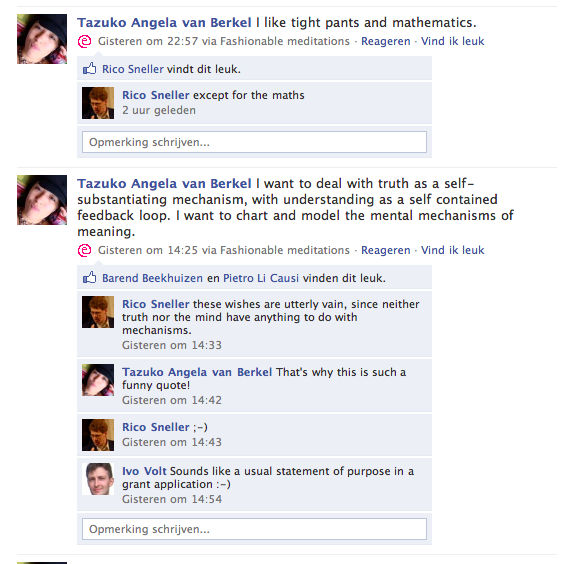 Tazuko Angela van Berkel I like tight pants and mathematics.
Gisteren om 22:57 via Fashionable meditations · Reageren · Vind ik leuk
Rico Sneller vindt dit leuk.
Rico Sneller except for the maths
2 uur geleden
Opmerking schrijven...
Tazuko Angela van Berkel I want to deal with truth as a self-
substantiating mechanism, with understanding as a self contained
feedback loop. I want to chart and model the mental mechanisms of
meaning.
Gisteren om 14:25 via Fashionable meditations · Reageren · Vind ik leuk
Barend Beekhuizen en Pietro Li Causi vinden dit leuk.
Rico Sneller these wishes are utterly vain, since neither
truth nor the mind have anything to do with
mechanisms.
Gisteren om 14:33
Tazuko Angela van Berkel That's why this is such a
funny quote!
Gisteren om 14:42
Rico Sneller ;-)
Gisteren om 14:43
Ivo Volt Sounds like a usual statement of purpose in a
grant application :-)
Gisteren om 14:54
Opmerking schrijven...